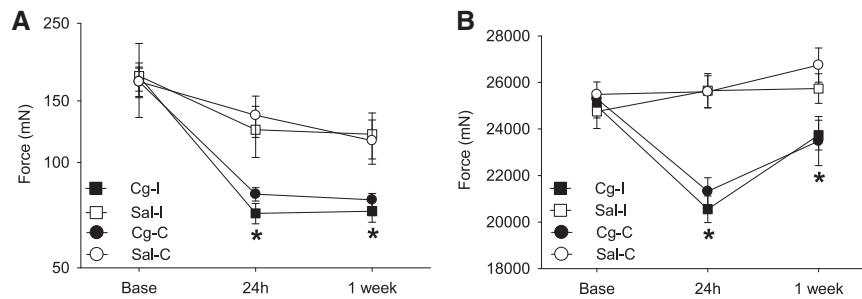 A
Force (mN)
250
150
100
50
Cg-I
Sal-I
Cg-C
Sal-C
*
*
Base
24h
1 week
B
Force (mN)
28000
26000
24000
22000
20000
18000
Cg-I
Sal-I
Cg-C
Sal-C
*
*
Base
24h
1 week